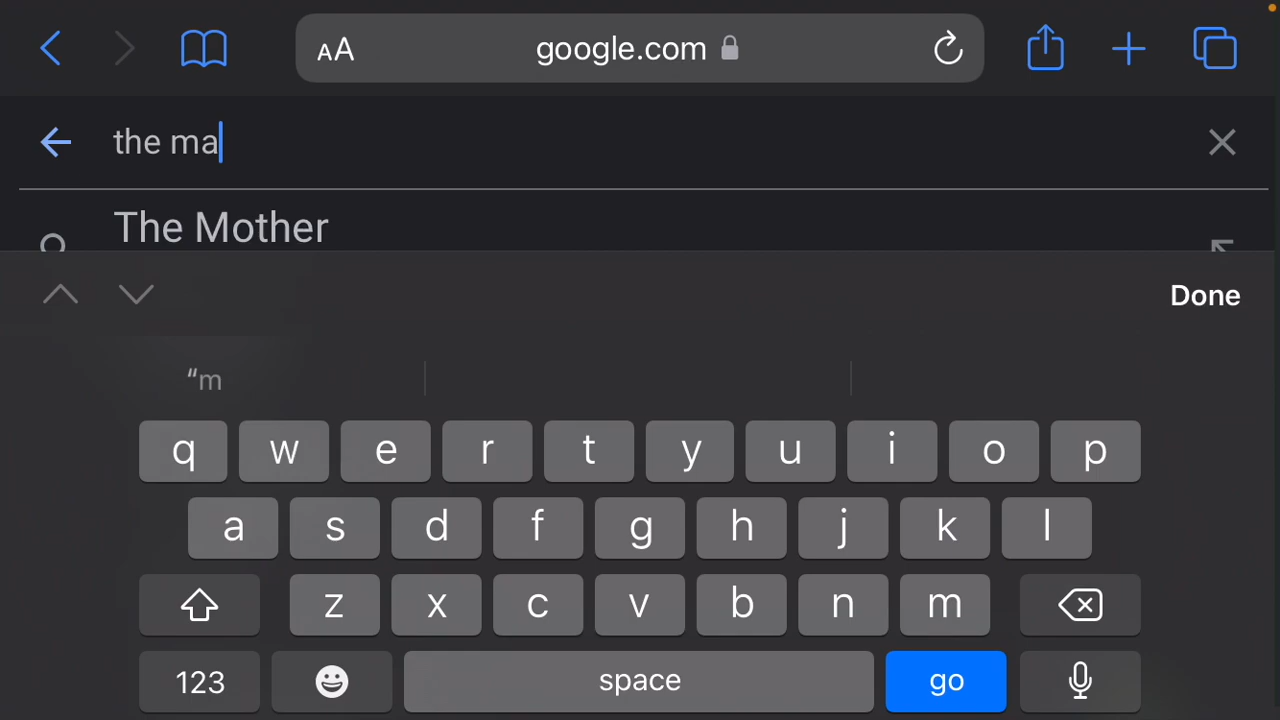 AA google.com
the ma
The Mother
Done
“m
q w e r t y u i o p
a s d f g h j k l
z x c v b n m
123 space go